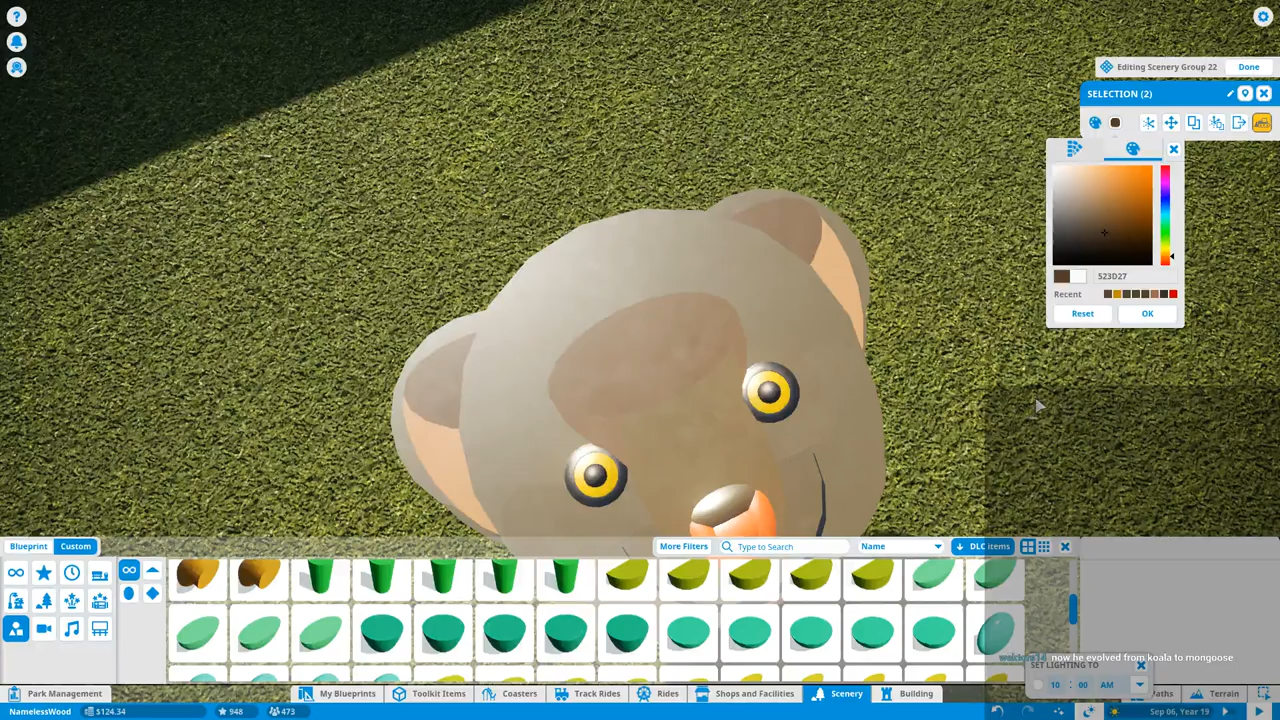 Editing Scenery Group 22 Done
SELECTION (2)
523D27
Recent
Reset OK
Blueprint Custom More Filters Type to Search Name DLC items
now he evolved from koala to mongoose
SET LIGHTING TO
10 : 00 AM
Park Management My Blueprints Toolkit Items Coasters Track Rides Rides Shops and Facilities Scenery Building Paths Terrain
NamelessWood $124.34 948 473 Sep 06, Year 19